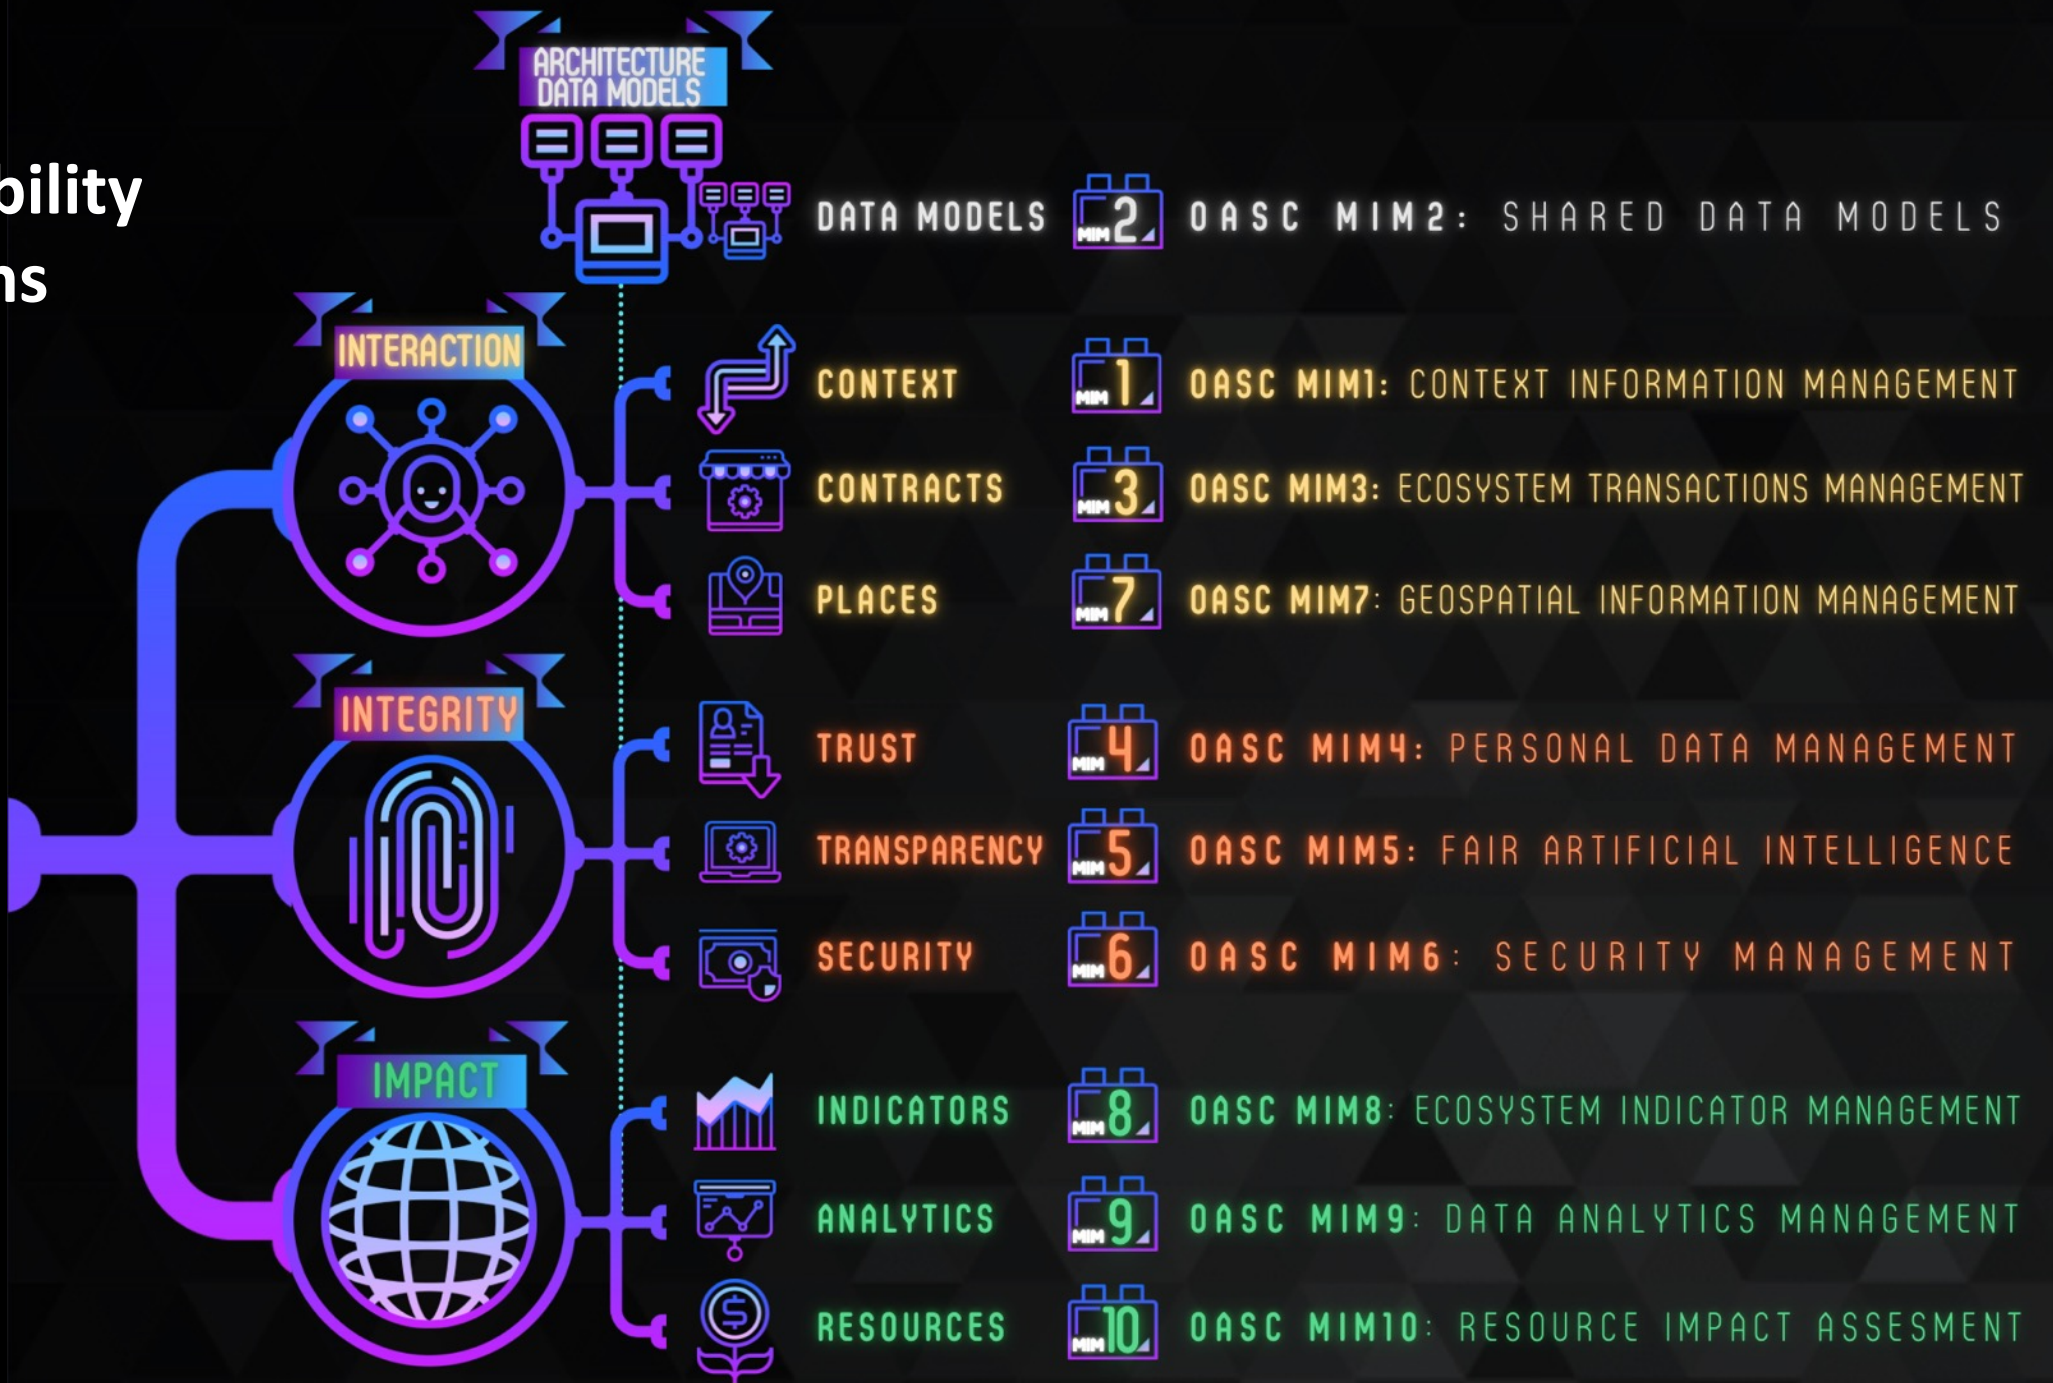 bility
ns
ARCHITECTURE
DATA MODELS
DATA MODELS MIM 2 OASC MIM2: SHARED DATA MODELS
INTERACTION
CONTEXT MIM 1 OASC MIM1: CONTEXT INFORMATION MANAGEMENT
CONTRACTS MIM 3 OASC MIM3: ECOSYSTEM TRANSACTIONS MANAGEMENT
PLACES MIM 7 OASC MIM7: GEOSPATIAL INFORMATION MANAGEMENT
INTEGRITY
TRUST MIM 4 OASC MIM4: PERSONAL DATA MANAGEMENT
TRANSPARENCY MIM 5 OASC MIM5: FAIR ARTIFICIAL INTELLIGENCE
SECURITY MIM 6 OASC MIM6: SECURITY MANAGEMENT
IMPACT
INDICATORS MIM 8 OASC MIM8: ECOSYSTEM INDICATOR MANAGEMENT
ANALYTICS MIM 9 OASC MIM9: DATA ANALYTICS MANAGEMENT
$
RESOURCES MIM 10 OASC MIM10: RESOURCE IMPACT ASSESMENT